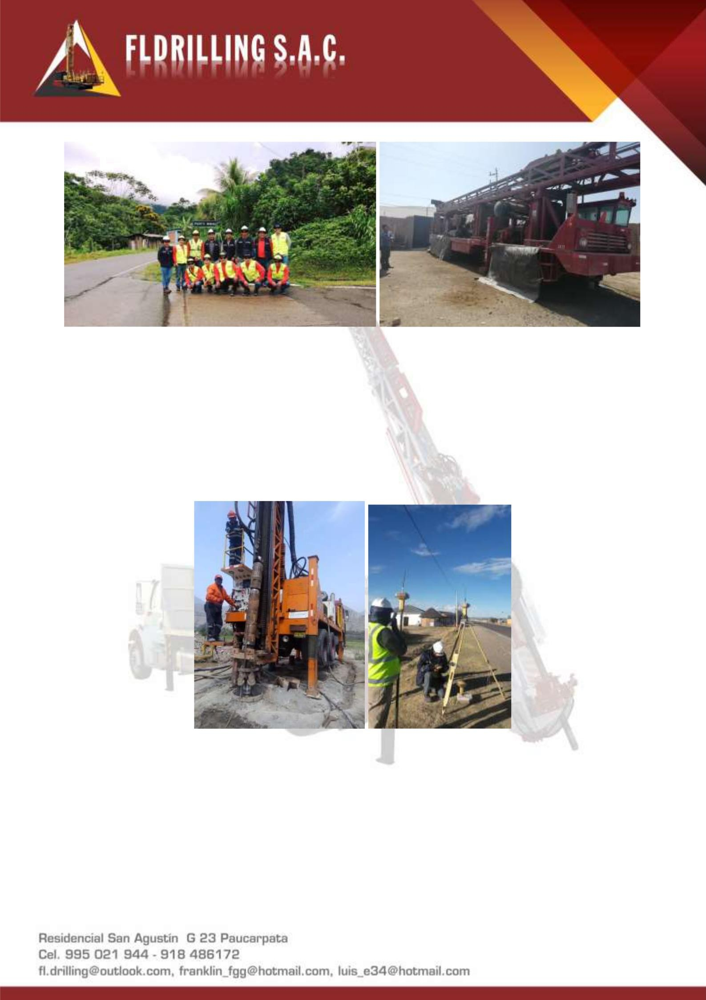 FLDRILLING S.A.C.
Residencial San Agustín G 23 Paucarpata
Cel. 995 021 944 - 918 486172
fl.drilling@outlook.com, franklin_fgg@hotmail.com, luis_e34@hotmail.com